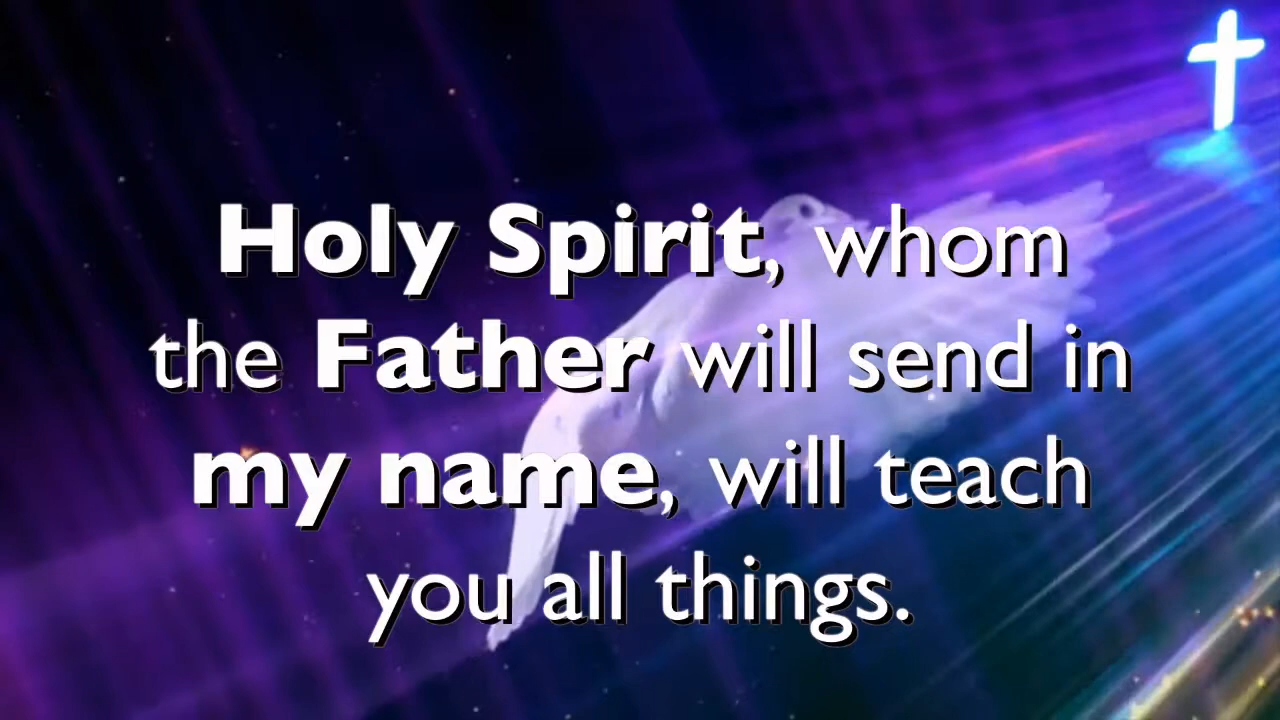 Holy Spirit, whom
the Father will send in
my name, will teach
you all things.